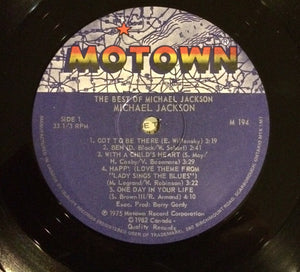 MOTOWN
THE BEST OF MICHAEL JACKSON
MICHAEL JACKSON
SIDE 1
33 1/3 RPM
M 194
1. GOT TO BE THERE (E. Willensky) 3:19
2. BEN (D. Black/W. Scharf) 2:42
3. WITH A CHILD'S HEART (S. Moy/
H. Cosby/V. Basemore) 3:29
4. HAPPY (LOVE THEME FROM
"LADY SINGS THE BLUES")
M. Legrand/W. Robinson) 3:22
5. ONE DAY IN YOUR LIFE
(S. Brown III/R. Armand) 4:10
Exec. Prod: Barry Gordy
℗1975 Motown Record Corporation
©1982 Canada -
Quality Records